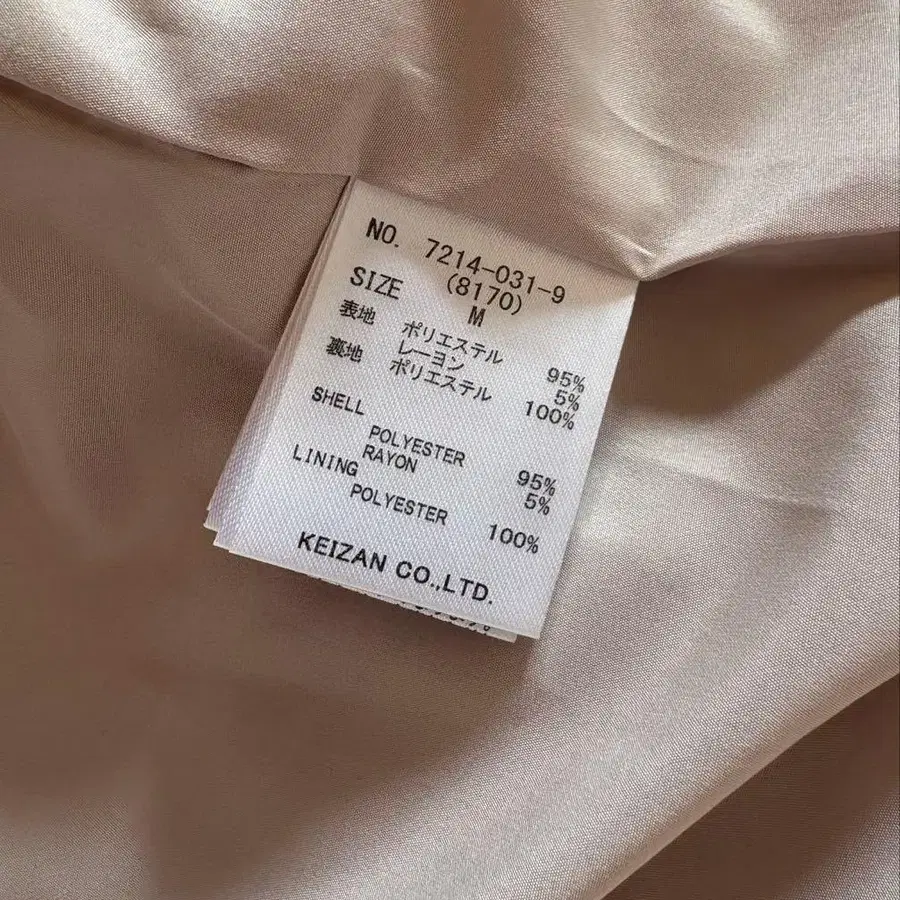 NO. 7214-031-9
(8170)
SIZE M
表地 ポリエステル 95%
レーヨン 5%
裏地 ポリエステル 100%
SHELL
POLYESTER 95%
RAYON 5%
LINING
POLYESTER 100%
KEIZAN CO.,LTD.